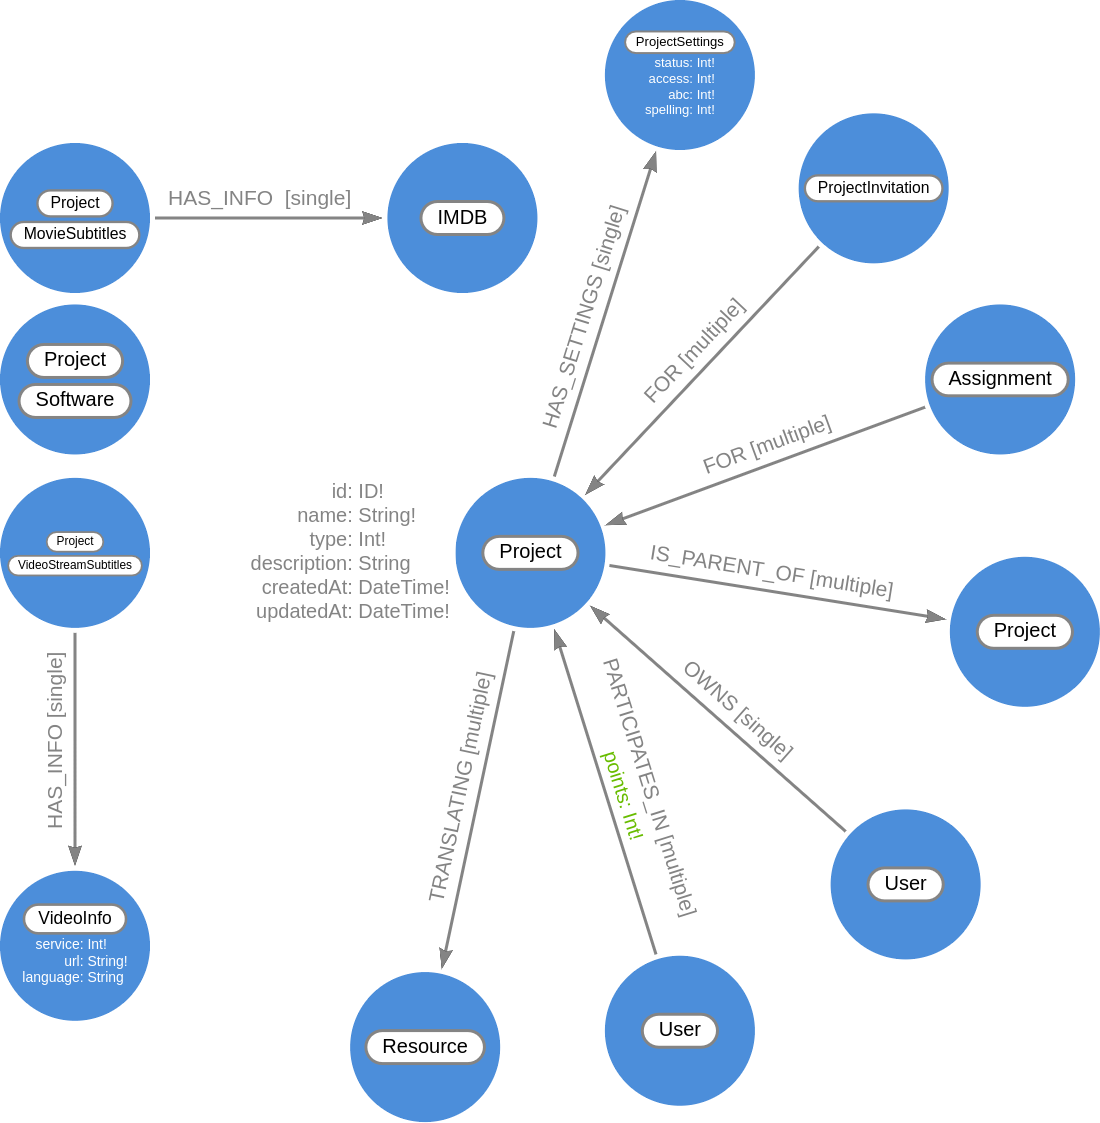 ProjectSettings
status: Int!
access: Int!
abc: Int!
spelling: Int!
Project
MovieSubtitles
HAS_INFO  [single]
IMDB
HAS_SETTINGS [single]
ProjectInvitation
FOR [multiple]
Project
Software
Assignment
FOR [multiple]
Project
VideoStreamSubtitles
id: ID!
name: String!
type: Int!
description: String
createdAt: DateTime!
updatedAt: DateTime!
Project
IS_PARENT_OF [multiple]
Project
HAS_INFO [single]
TRANSLATING [multiple]
PARTICIPATES_IN [multiple]
points: Int!
OWNS [single]
User
VideoInfo
service: Int!
url: String!
language: String
Resource
User